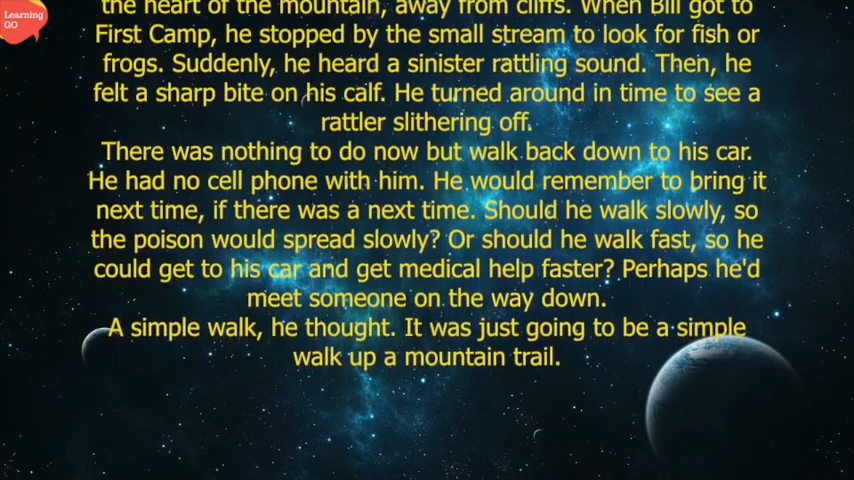 Learning
GO
the heart of the mountain, away from cliffs. When Bill got to
First Camp, he stopped by the small stream to look for fish or
frogs. Suddenly, he heard a sinister rattling sound. Then, he
felt a sharp bite on his calf. He turned around in time to see a
rattler slithering off.
There was nothing to do now but walk back down to his car.
He had no cell phone with him. He would remember to bring it
next time, if there was a next time. Should he walk slowly, so
the poison would spread slowly? Or should he walk fast, so he
could get to his car and get medical help faster? Perhaps he'd
meet someone on the way down.
A simple walk, he thought. It was just going to be a simple
walk up a mountain trail.